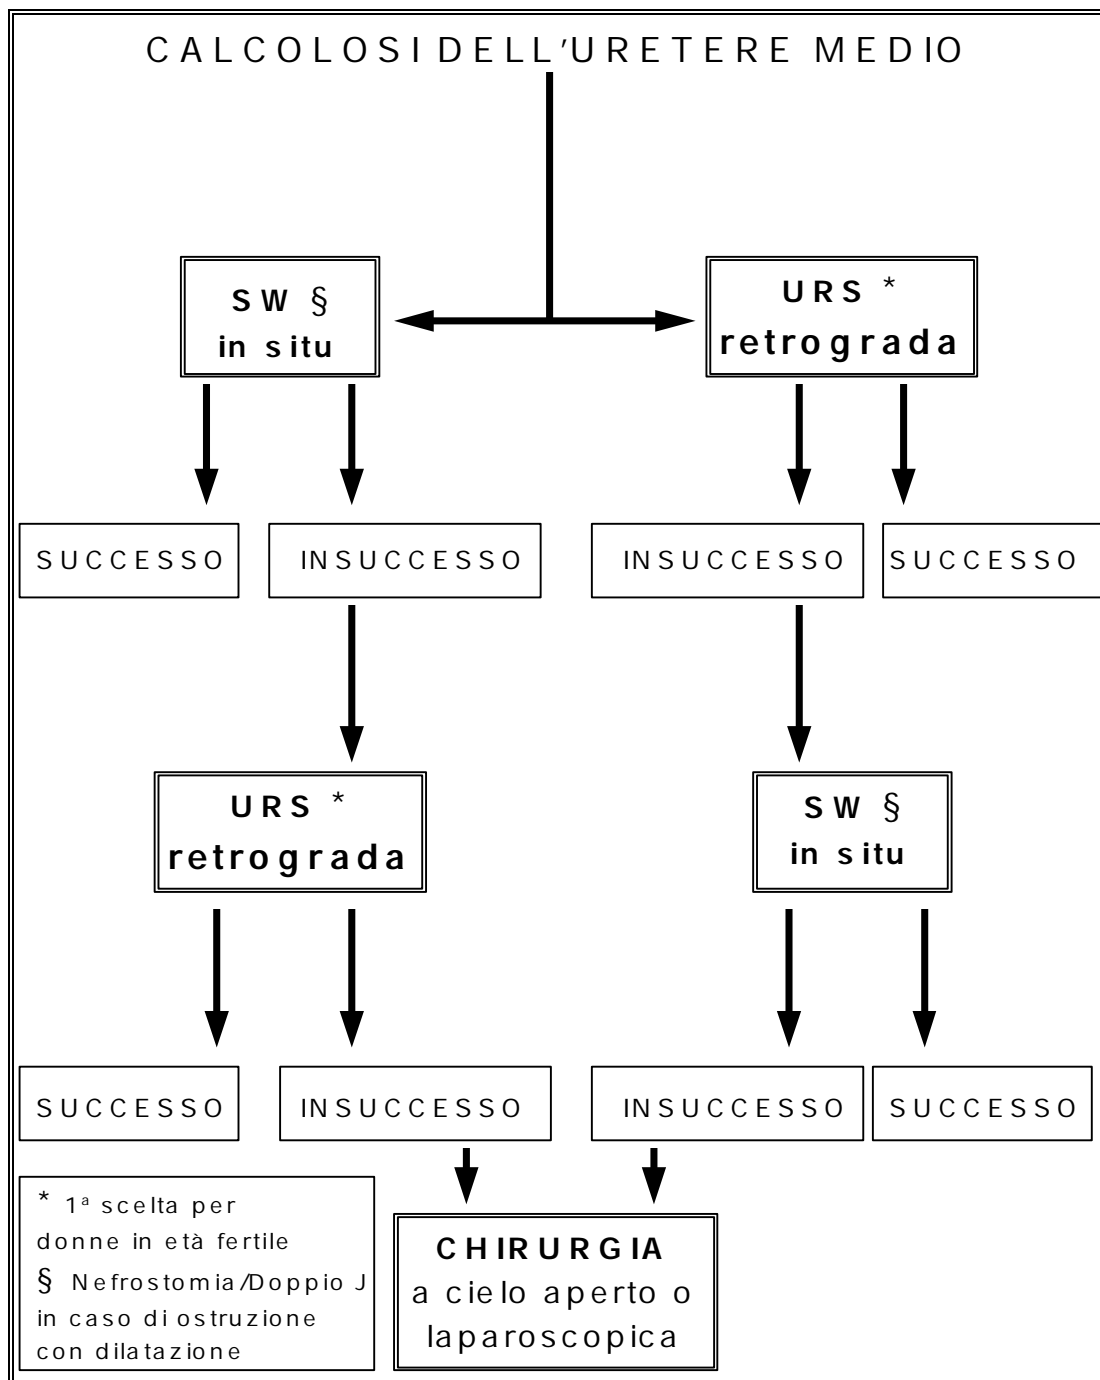 CALCOLOSI DELL'URETERE MEDIO
SW §
in situ
URS *
retrograda
SUCCESSO
INSUCCESSO
INSUCCESSO
SUCCESSO
URS *
retrograda
SW §
in situ
SUCCESSO
INSUCCESSO
INSUCCESSO
SUCCESSO
* 1ª scelta per
donne in età fertile
§ Nefrostomia/Doppio J
in caso di ostruzione
con dilatazione
CHIRURGIA
a cielo aperto o
laparoscopica